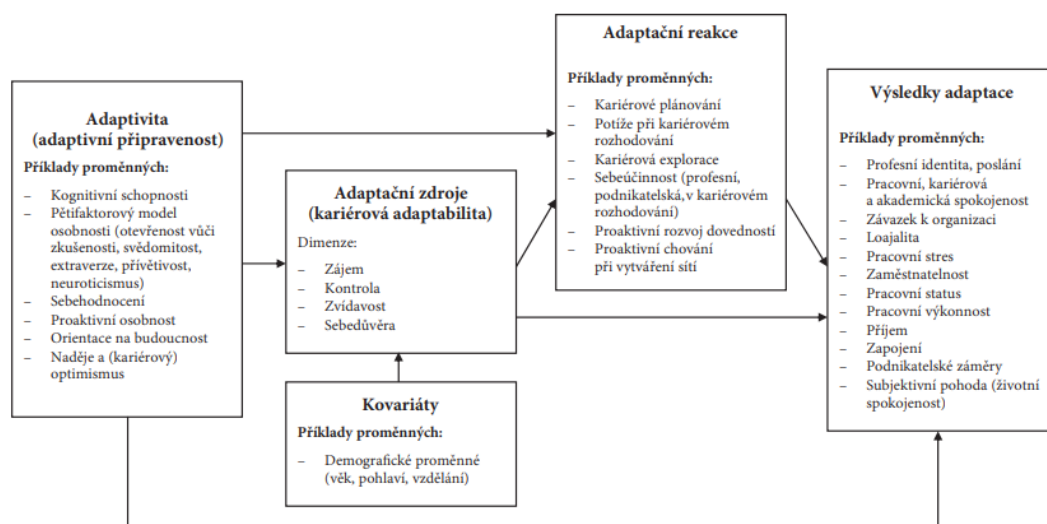 Adaptivita
(adaptivní připravenost)
Příklady proměnných:
– Kognitivní schopnosti
– Pětifaktorový model
osobnosti (otevřenost vůči
zkušenosti, svědomitost,
extraverze, přívětivost,
neuroticismus)
– Sebehodnocení
– Proaktivní osobnost
– Orientace na budoucnost
– Naděje a (kariérový)
optimismus
Adaptační zdroje
(kariérová adaptabilita)
Dimenze:
– Zájem
– Kontrola
– Zvídavost
– Sebedůvěra
Kovariáty
Příklady proměnných:
– Demografické proměnné
(věk, pohlaví, vzdělání)
Adaptační reakce
Příklady proměnných:
– Kariérové plánování
– Potíže při kariérovém
rozhodování
– Kariérová explorace
– Sebeúčinnost (profesní,
podnikatelská, v kariérovém
rozhodování)
– Proaktivní rozvoj dovedností
– Proaktivní chování
při vytváření sítí
Výsledky adaptace
Příklady proměnných:
– Profesní identita, poslání
– Pracovní, kariérová
a akademická spokojenost
– Závazek k organizaci
– Loajalita
– Pracovní stres
– Zaměstnatelnost
– Pracovní status
– Pracovní výkonnost
– Příjem
– Zapojení
– Podnikatelské záměry
– Subjektivní pohoda (životní
spokojenost)